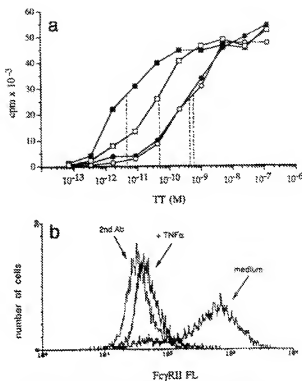 a
60
50
40
30
20
10
0
cpm x 10⁻³
10⁻¹³ 10⁻¹² 10⁻¹¹ 10⁻¹⁰ 10⁻⁹ 10⁻⁸ 10⁻⁷ 10⁻⁶
TT (M)
b
number of cells
2nd Ab
+ TNFα
medium
FcγRII FL